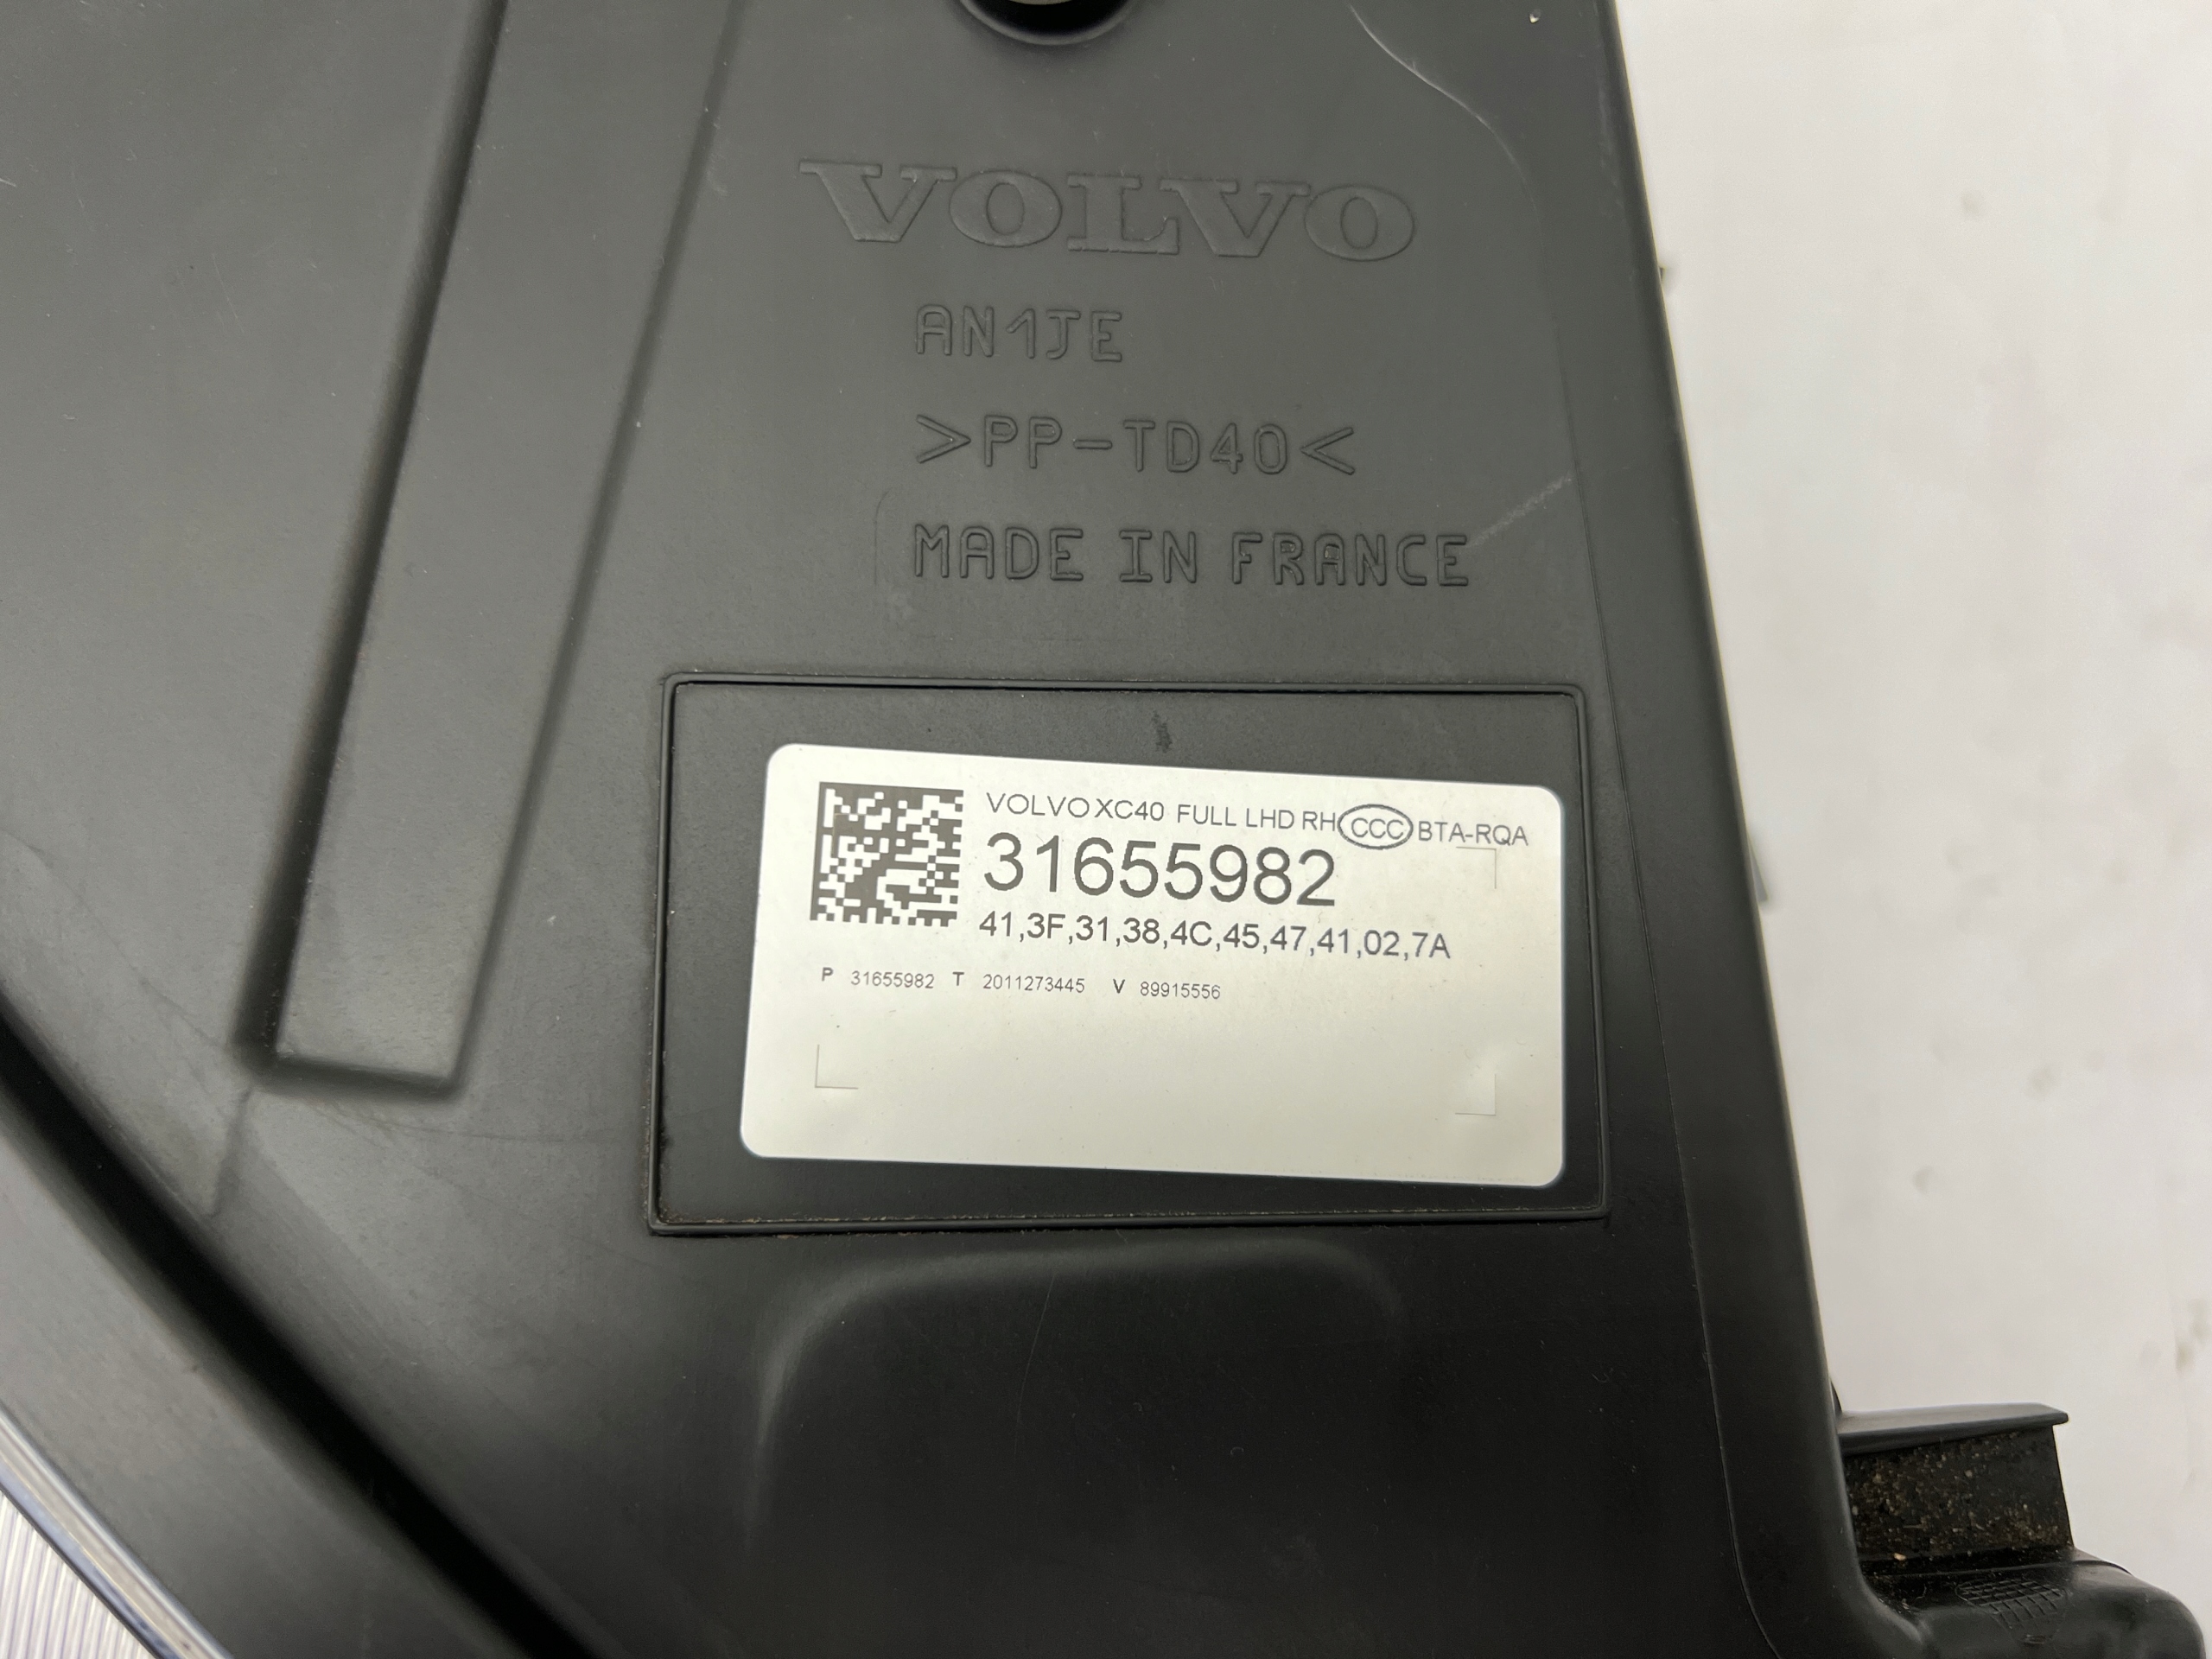 VOLVO
AN1JE
>PP-TD40<
MADE IN FRANCE
VOLVO XC40 FULL LHD RH CCC BTA-RQA
31655982
41,3F,31,38,4C,45,47,41,02,7A
P 31655982 T 2011273445 V 89915556